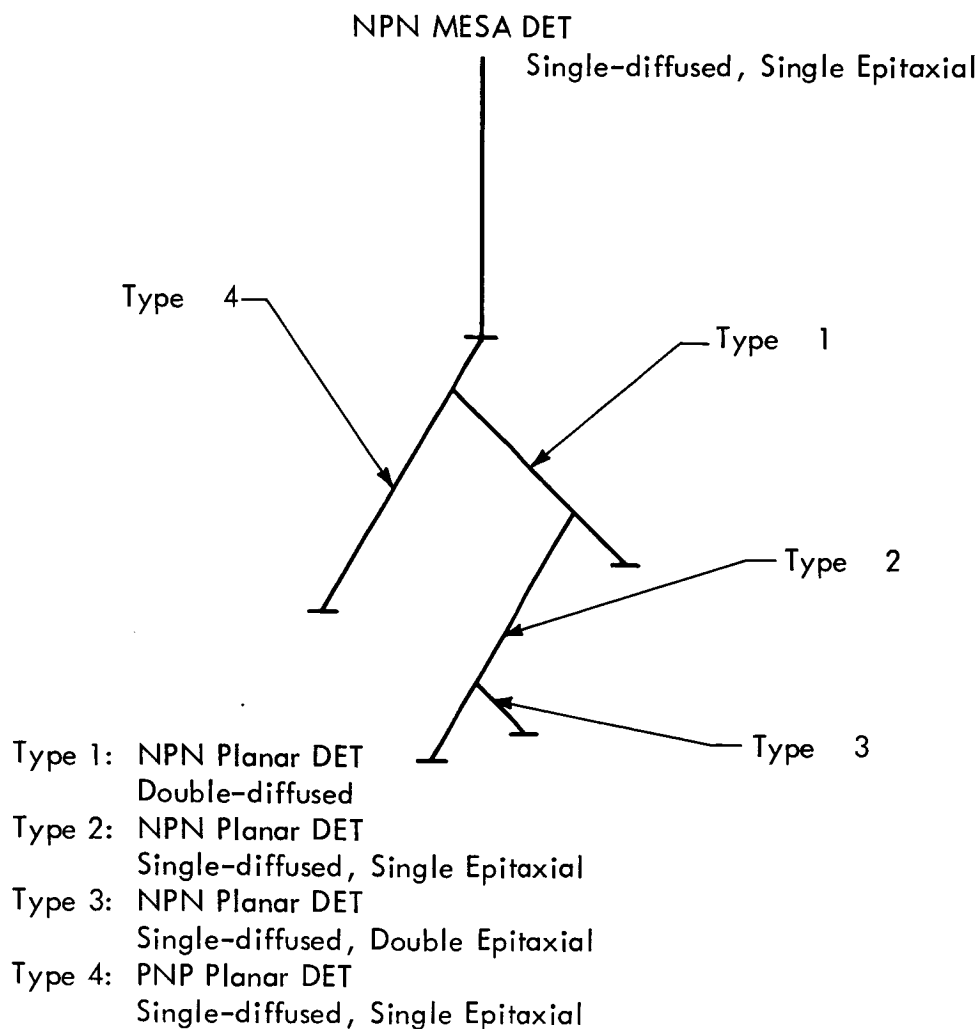 NPN MESA DET
Single-diffused, Single Epitaxial
Type 4
Type 1
Type 2
Type 3
Type 1: NPN Planar DET
Double-diffused
Type 2: NPN Planar DET
Single-diffused, Single Epitaxial
Type 3: NPN Planar DET
Single-diffused, Double Epitaxial
Type 4: PNP Planar DET
Single-diffused, Single Epitaxial